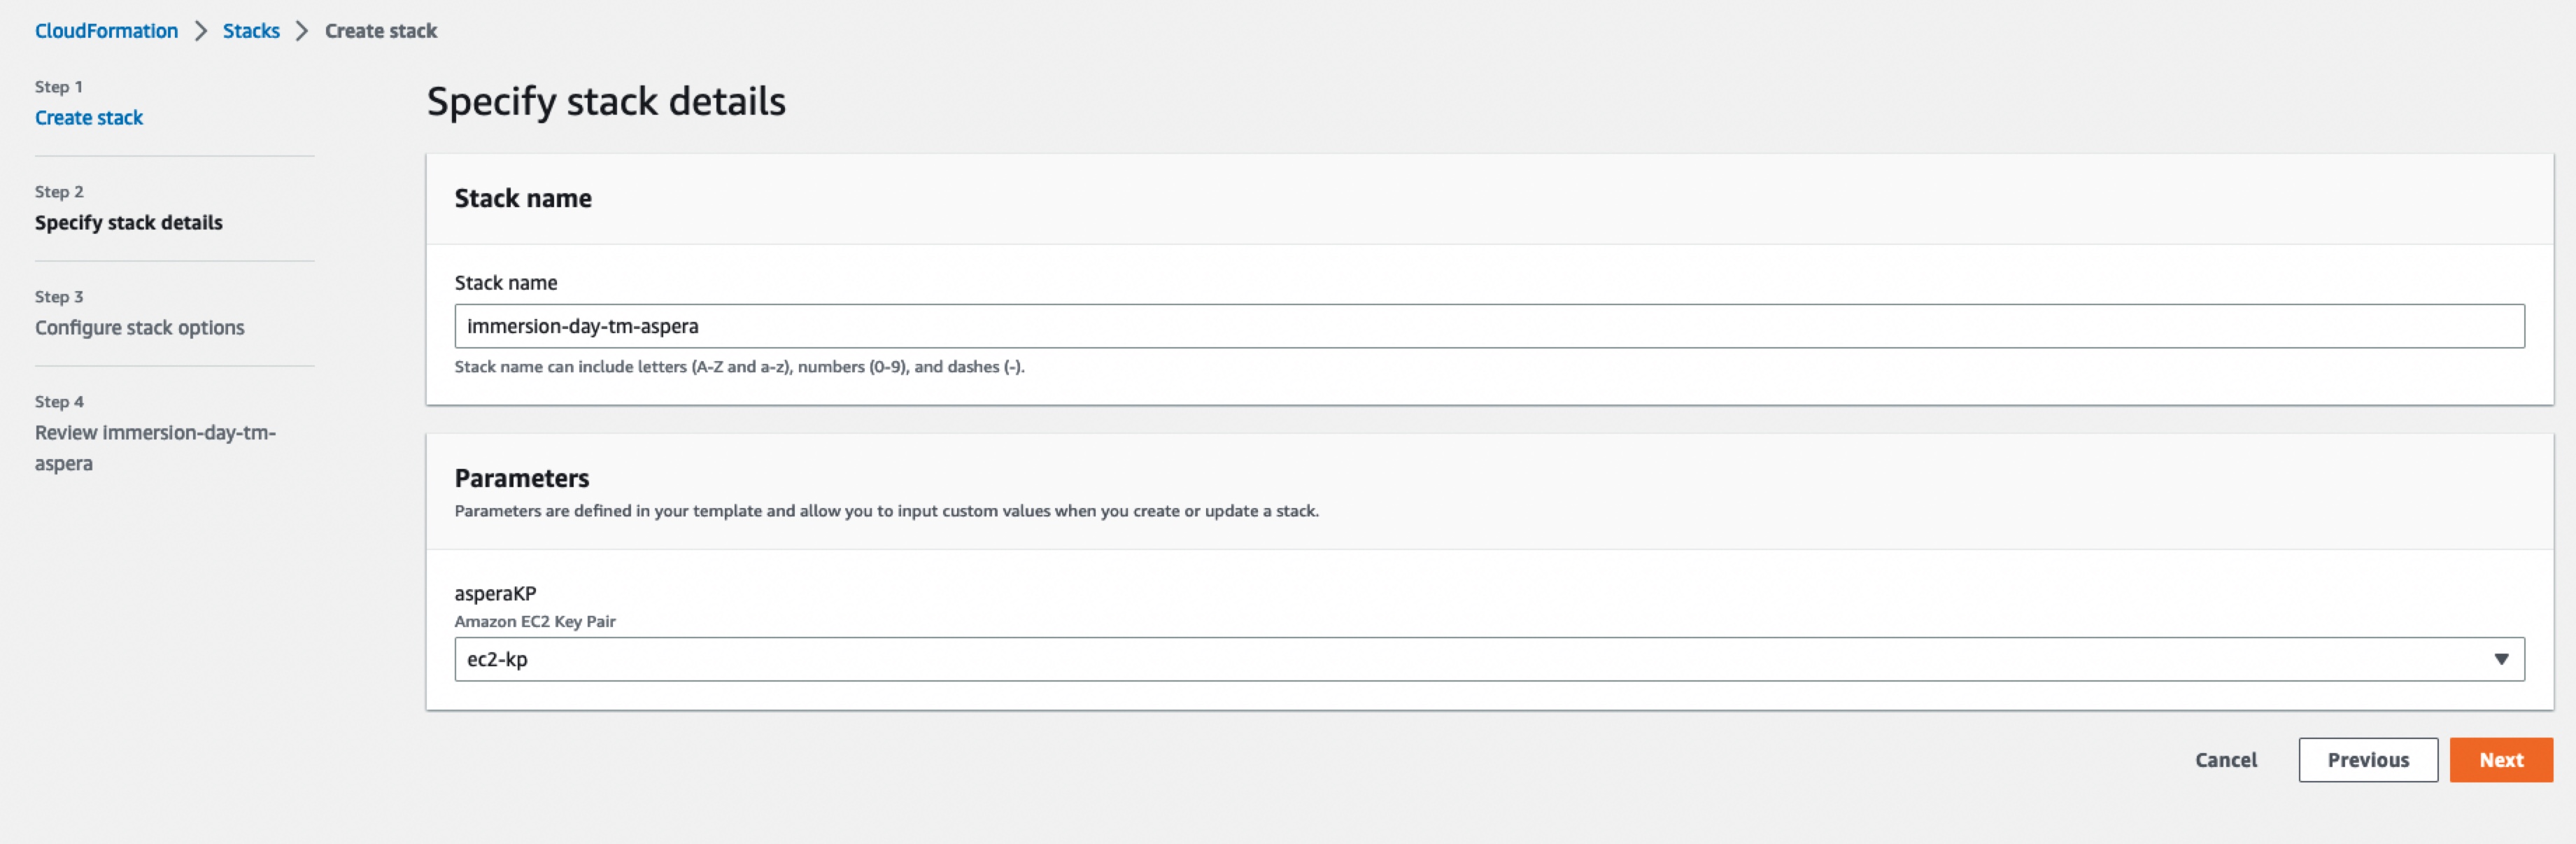 CloudFormation > Stacks > Create stack
Step 1
Create stack
Step 2
Specify stack details
Step 3
Configure stack options
Step 4
Review immersion-day-tm-
aspera
Specify stack details
Stack name
Stack name
immersion-day-tm-aspera
Stack name can include letters (A-Z and a-z), numbers (0-9), and dashes (-).
Parameters
Parameters are defined in your template and allow you to input custom values when you create or update a stack.
asperaKP
Amazon EC2 Key Pair
ec2-kp
Cancel Previous Next